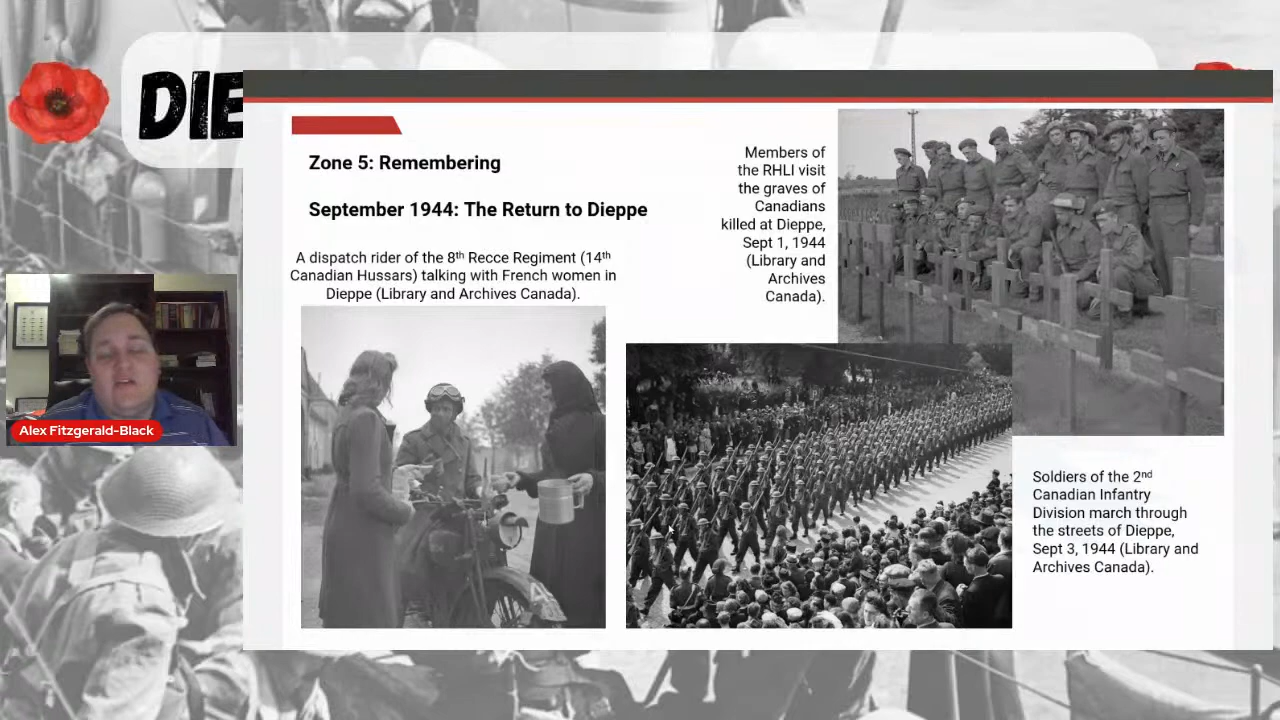 DIE
Zone 5: Remembering
September 1944: The Return to Dieppe
A dispatch rider of the 8th Recce Regiment (14th
Canadian Hussars) talking with French women in
Dieppe (Library and Archives Canada).
Members of
the RHLI visit
the graves of
Canadians
killed at Dieppe,
Sept 1, 1944
(Library and
Archives
Canada).
Soldiers of the 2nd
Canadian Infantry
Division march through
the streets of Dieppe,
Sept 3, 1944 (Library and
Archives Canada).
Alex Fitzgerald-Black